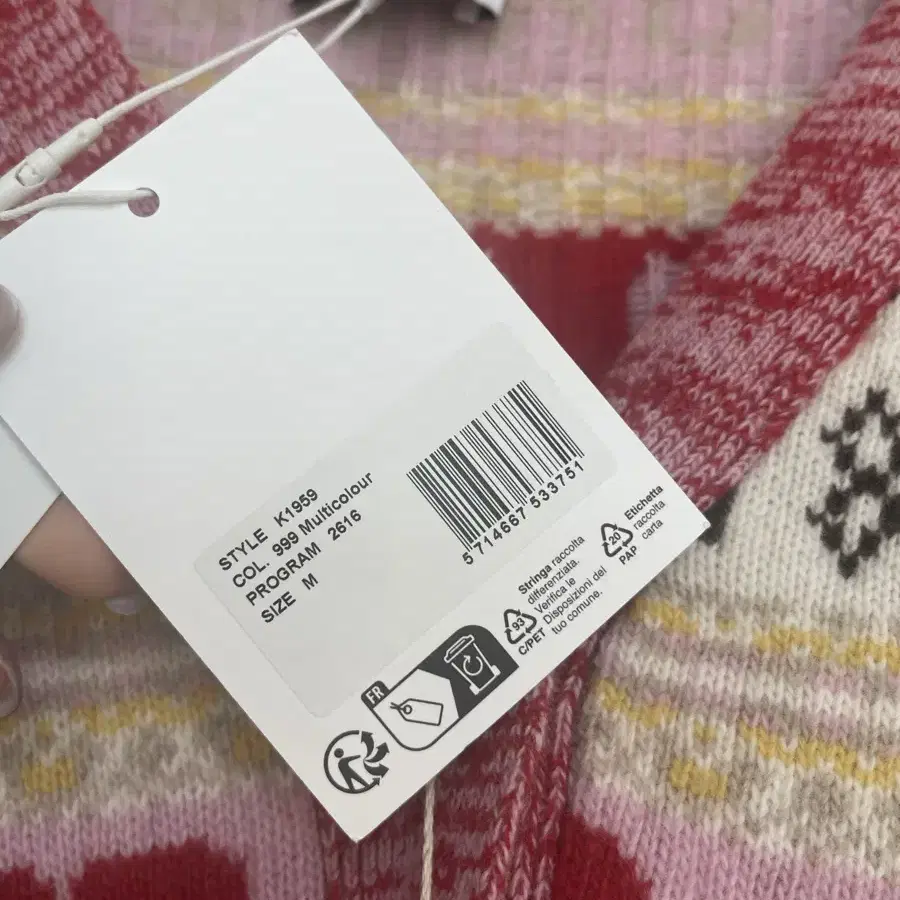 STYLE K1959
COL. 999 Multicolour
PROGRAM 2616
SIZE M
5 714667 533751
FR
93
C/PET
Stringa raccolta
differenziata.
Verifica le
Disposizioni del
tuo comune.
20
PAP
Etichetta
raccolta
carta